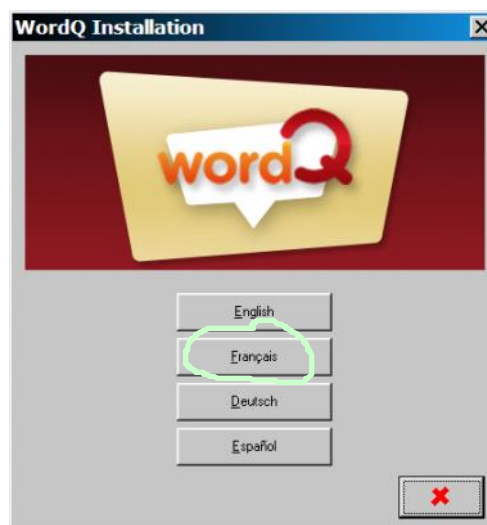 WordQ Installation
wordQ
English
Français
Deutsch
Español